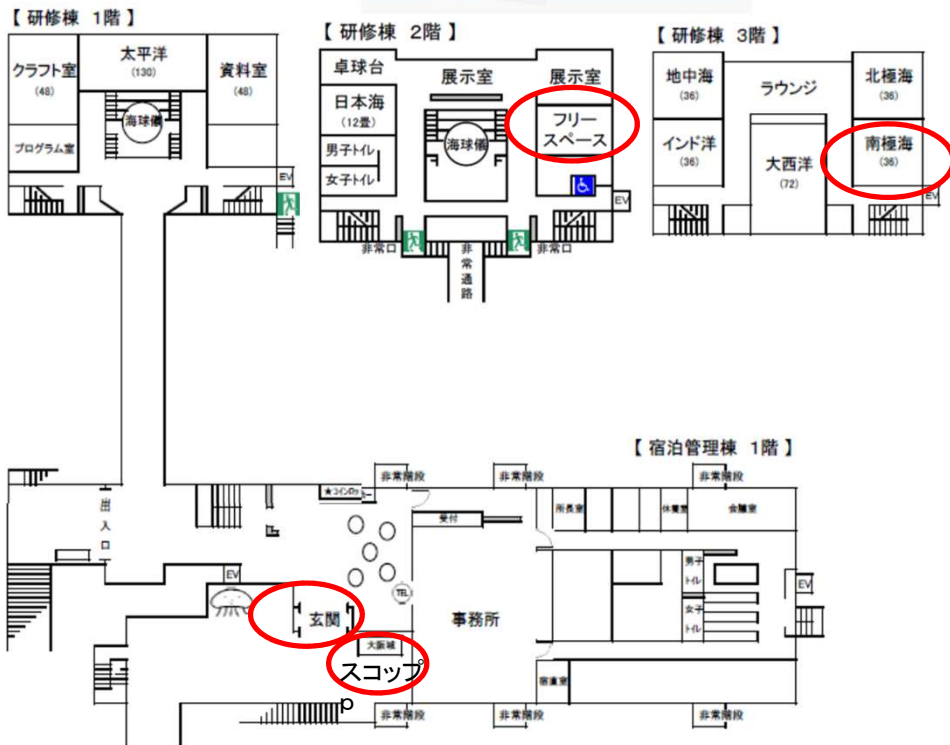 【 研修棟 1階 】
クラフト室
(48)
太平洋
(130)
資料室
(48)
海球儀
プログラム室
EV
【 研修棟 2階 】
卓球台
展示室
展示室
日本海
(12畳)
フリー
スペース
海球儀
男子トイレ
女子トイレ
EV
非常口
非常口
非常通路
【 研修棟 3階 】
地中海
(36)
ラウンジ
北極海
(36)
インド洋
(36)
大西洋
(72)
南極海
(36)
EV
【 宿泊管理棟 1階 】
非常階段
非常階段
非常階段
★コインロッカー
受付
所長室
休養室
会議室
出入口
EV
玄関
TEL
事務所
男子
トイレ
女子
トイレ
EV
大阪城
スコップ
p
宿直室
非常階段
非常階段
非常階段